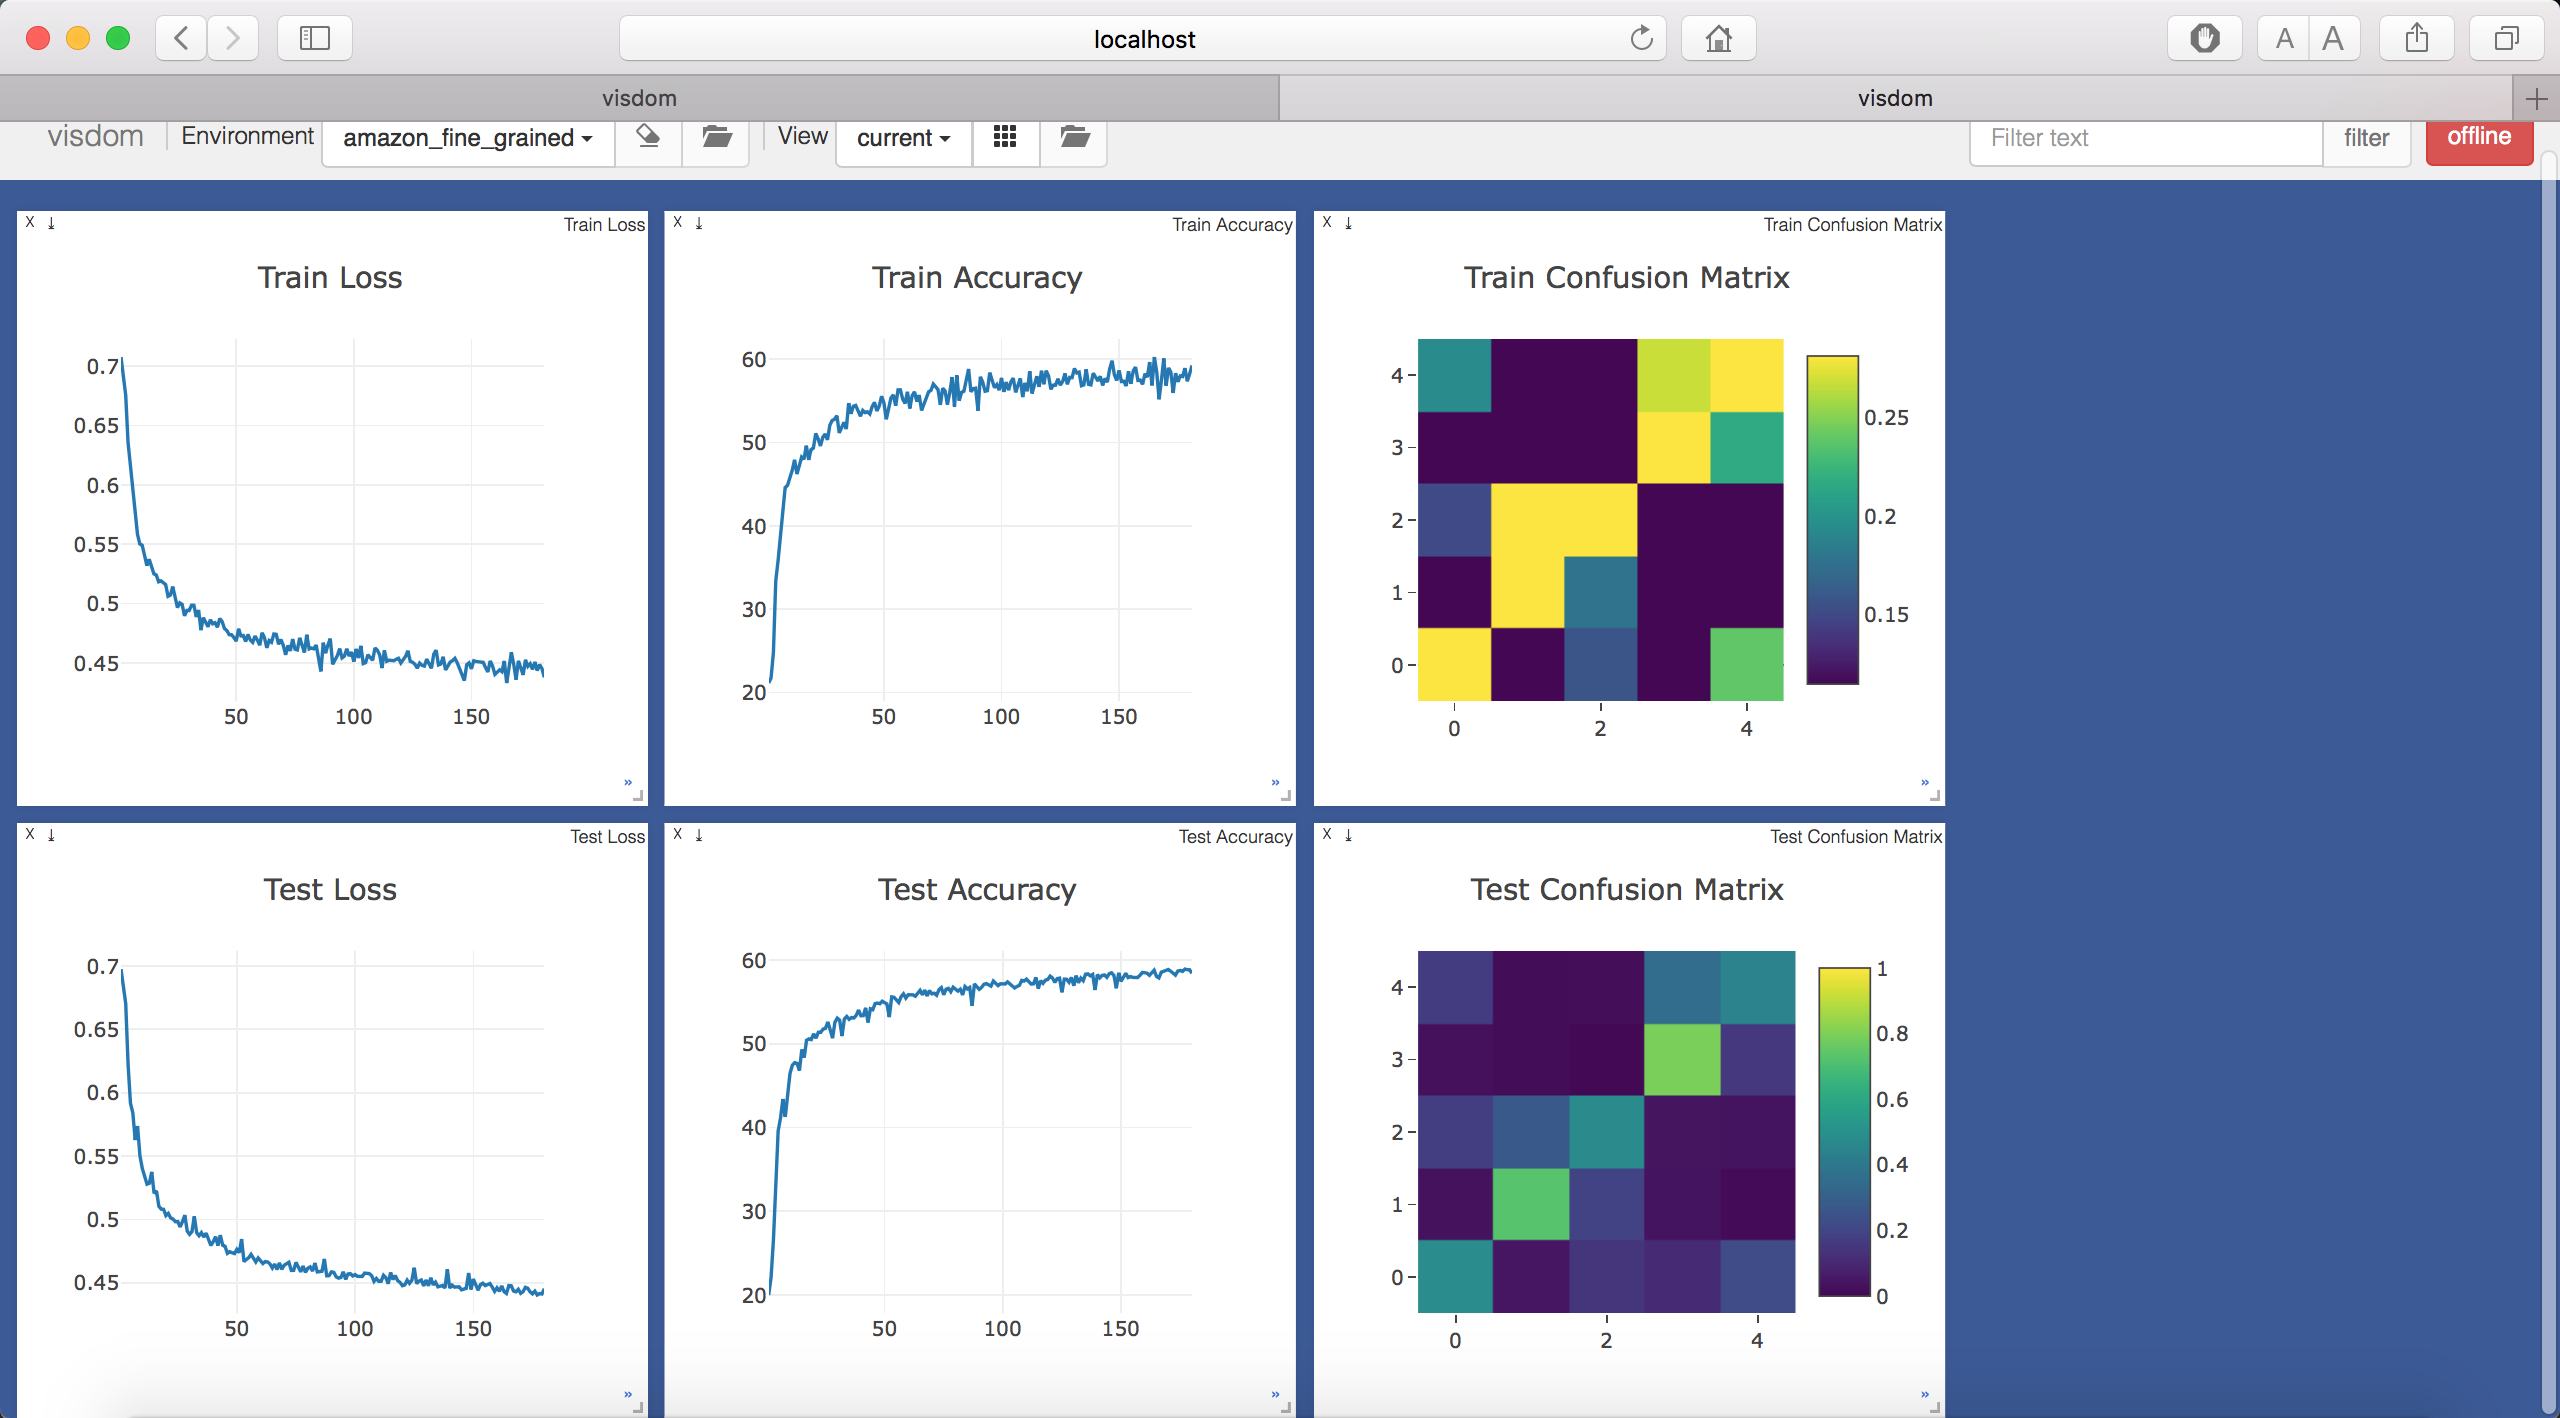 localhost
A A
visdom
visdom
visdom Environment amazon_fine_grained View current Filter text filter offline
X Train Loss
Train Loss
0.7
0.65
0.6
0.55
0.5
0.45
50 100 150
»
X Train Accuracy
Train Accuracy
60
50
40
30
20
50 100 150
»
X Train Confusion Matrix
Train Confusion Matrix
4
3
2
1
0
0 2 4
0.25
0.2
0.15
»
X Test Loss
Test Loss
0.7
0.65
0.6
0.55
0.5
0.45
50 100 150
»
X Test Accuracy
Test Accuracy
60
50
40
30
20
50 100 150
»
X Test Confusion Matrix
Test Confusion Matrix
4
3
2
1
0
0 2 4
1
0.8
0.6
0.4
0.2
0
»